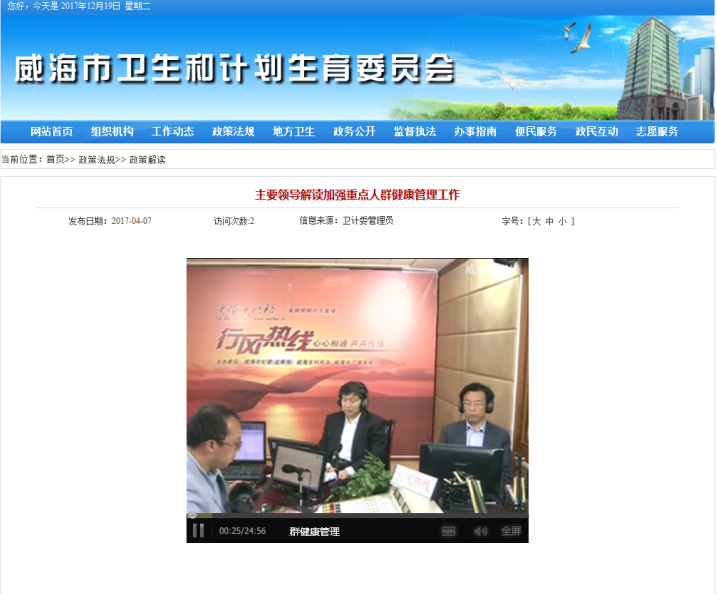 您好，今天是 2017年12月19日 星期二
威海市卫生和计划生育委员会
网站首页 组织机构 工作动态 政策法规 地方卫生 政务公开 监督执法 办事指南 便民服务 政民互动 志愿服务
当前位置：首页>> 政策法规>> 政策解读
主要领导解读加强重点人群健康管理工作
发布日期：2017-04-07 访问次数:2 信息来源：卫计委管理员 字号：[ 大 中 小 ]
行风热线 心心相通 声声传情
00:25/24:56 群健康管理 全屏